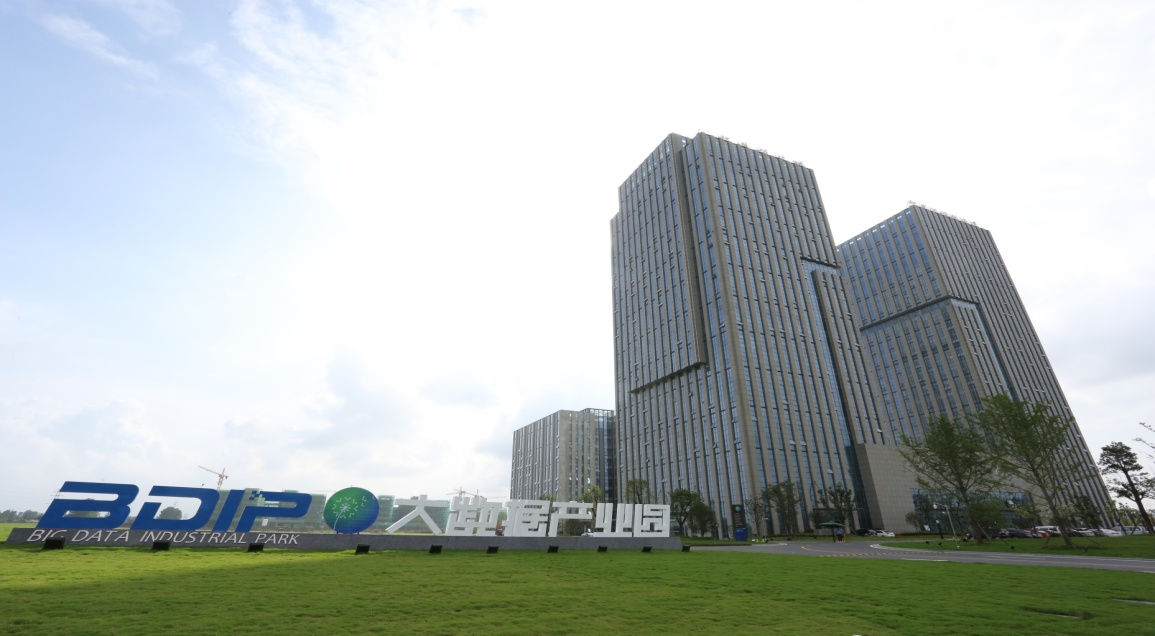 BDIP 大数据产业园
BIG DATA INDUSTRIAL PARK